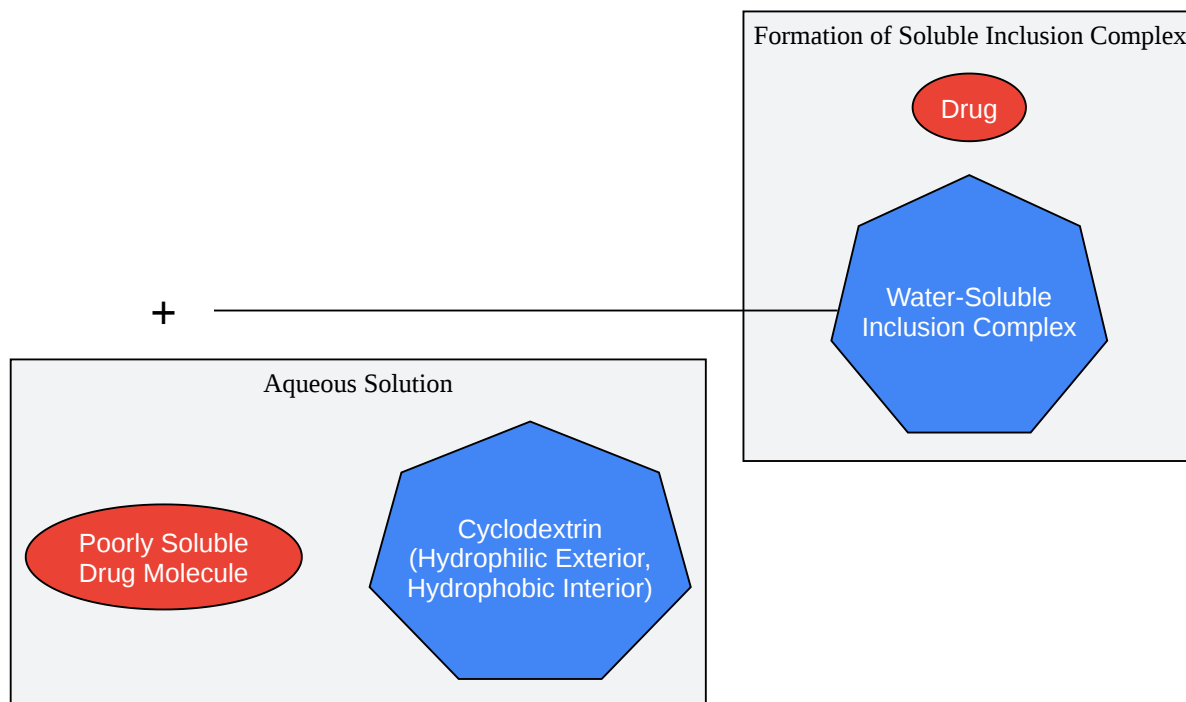 Formation of Soluble Inclusion Complex
Drug
Water-Soluble
Inclusion Complex
+
Aqueous Solution
Poorly Soluble
Drug Molecule
Cyclodextrin
(Hydrophilic Exterior,
Hydrophobic Interior)